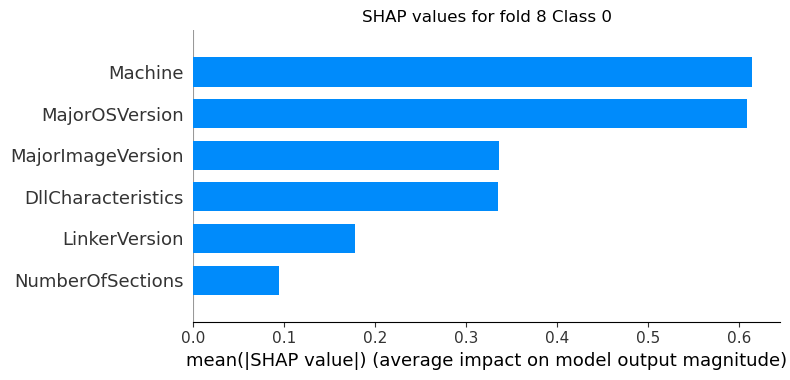 SHAP values for fold 8 Class 0
Machine
MajorOSVersion
MajorImageVersion
DllCharacteristics
LinkerVersion
NumberOfSections
0.0 0.1 0.2 0.3 0.4 0.5 0.6
mean(|SHAP value|) (average impact on model output magnitude)